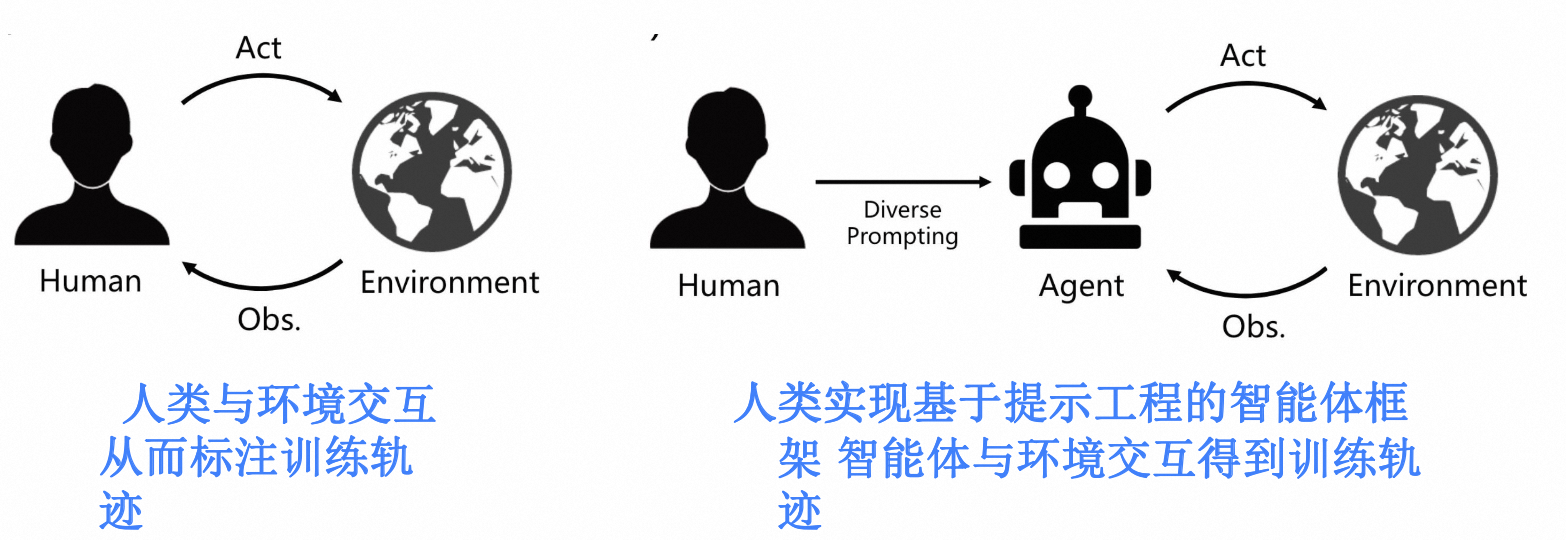 Act
Human
Environment
Obs.
人类与环境交互
从而标注训练轨
迹
Act
Diverse
Prompting
Human
Agent
Environment
Obs.
人类实现基于提示工程的智能体框
架 智能体与环境交互得到训练轨
迹